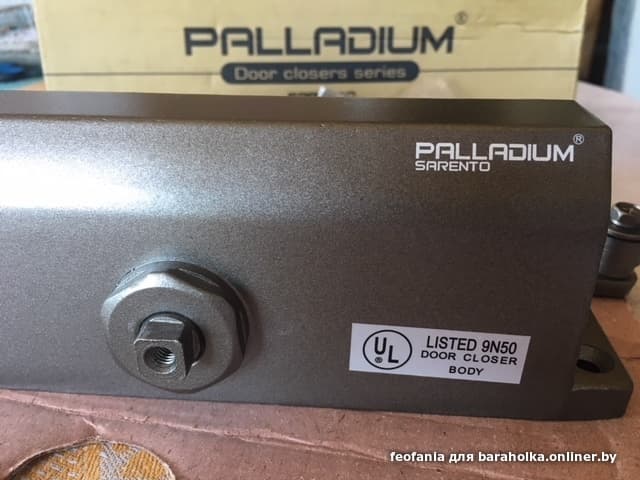 PALLADIUM®
Door closers series
PALLADIUM®
SARENTO
UL
LISTED 9N50
DOOR CLOSER
BODY
feofania для baraholka.onliner.by